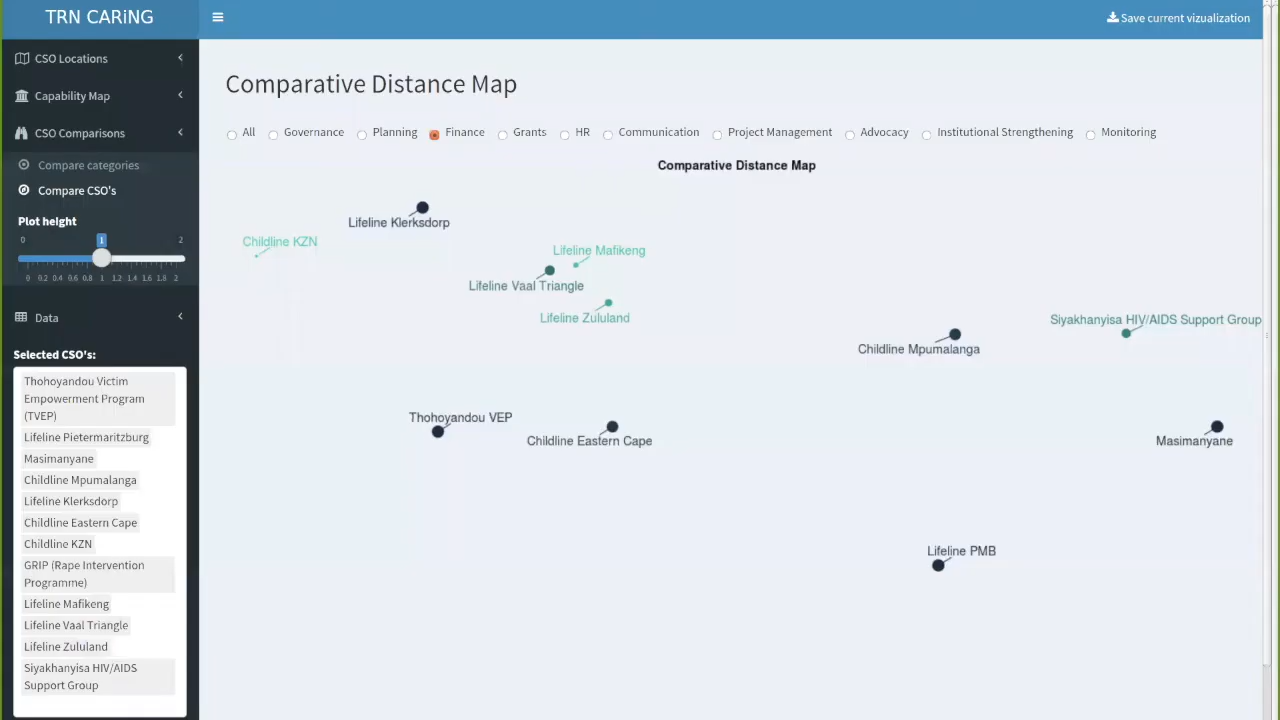 TRN CARiNG
Save current vizualization
CSO Locations
Capability Map
CSO Comparisons
Compare categories
Compare CSO's
Plot height
0 1 2
0 0.2 0.4 0.6 0.8 1 1.2 1.4 1.6 1.8 2
Data
Selected CSO's:
Thohoyandou Victim
Empowerment Program
(TVEP)
Lifeline Pietermaritzburg
Masimanyane
Childline Mpumalanga
Lifeline Klerksdorp
Childline Eastern Cape
Childline KZN
GRIP (Rape Intervention
Programme)
Lifeline Mafikeng
Lifeline Vaal Triangle
Lifeline Zululand
Siyakhanyisa HIV/AIDS
Support Group
Comparative Distance Map
All Governance Planning Finance Grants HR Communication Project Management Advocacy Institutional Strengthening Monitoring
Comparative Distance Map
Lifeline Klerksdorp
Childline KZN
Lifeline Mafikeng
Lifeline Vaal Triangle
Lifeline Zululand
Siyakhanyisa HIV/AIDS Support Group
Childline Mpumalanga
Thohoyandou VEP
Childline Eastern Cape
Masimanyane
Lifeline PMB